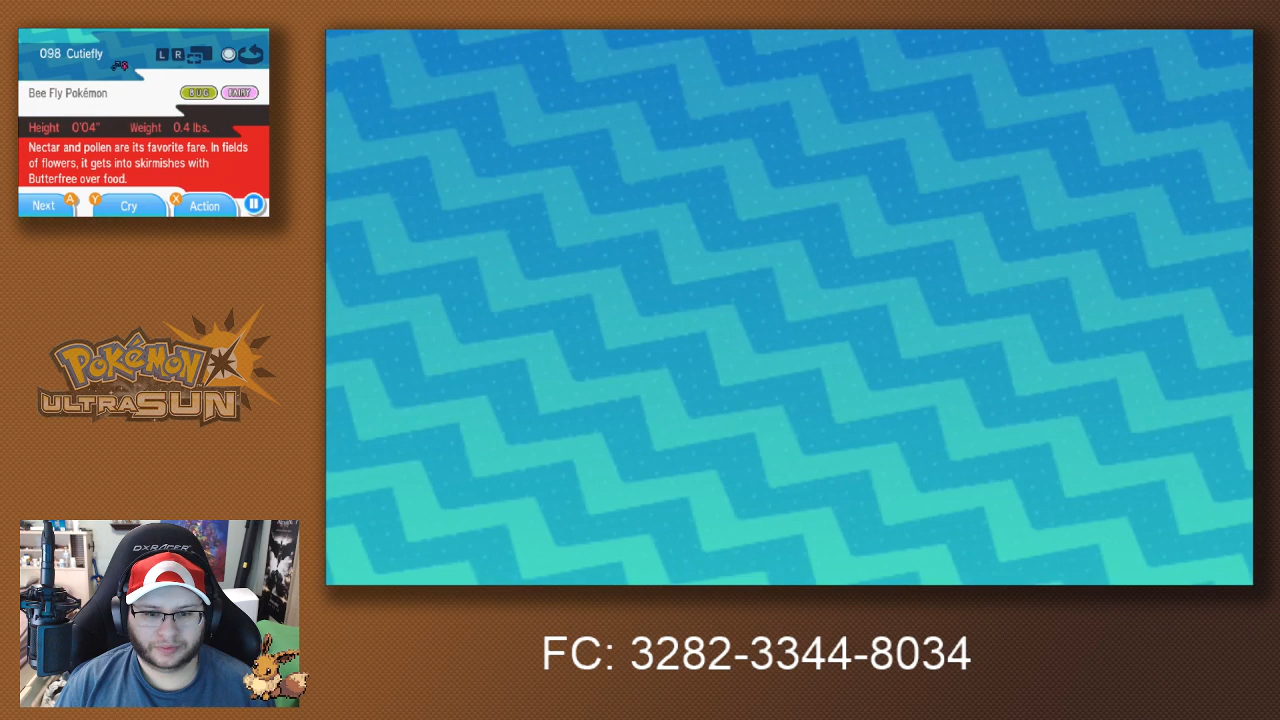 098 Cutiefly
L R
Bee Fly Pokémon
BUG FAIRY
Height 0'04" Weight 0.4 lbs.
Nectar and pollen are its favorite fare. In fields
of flowers, it gets into skirmishes with
Butterfree over food.
Next A Y Cry X Action
POKéMON
ULTRA SUN
DXRACER
FC: 3282-3344-8034